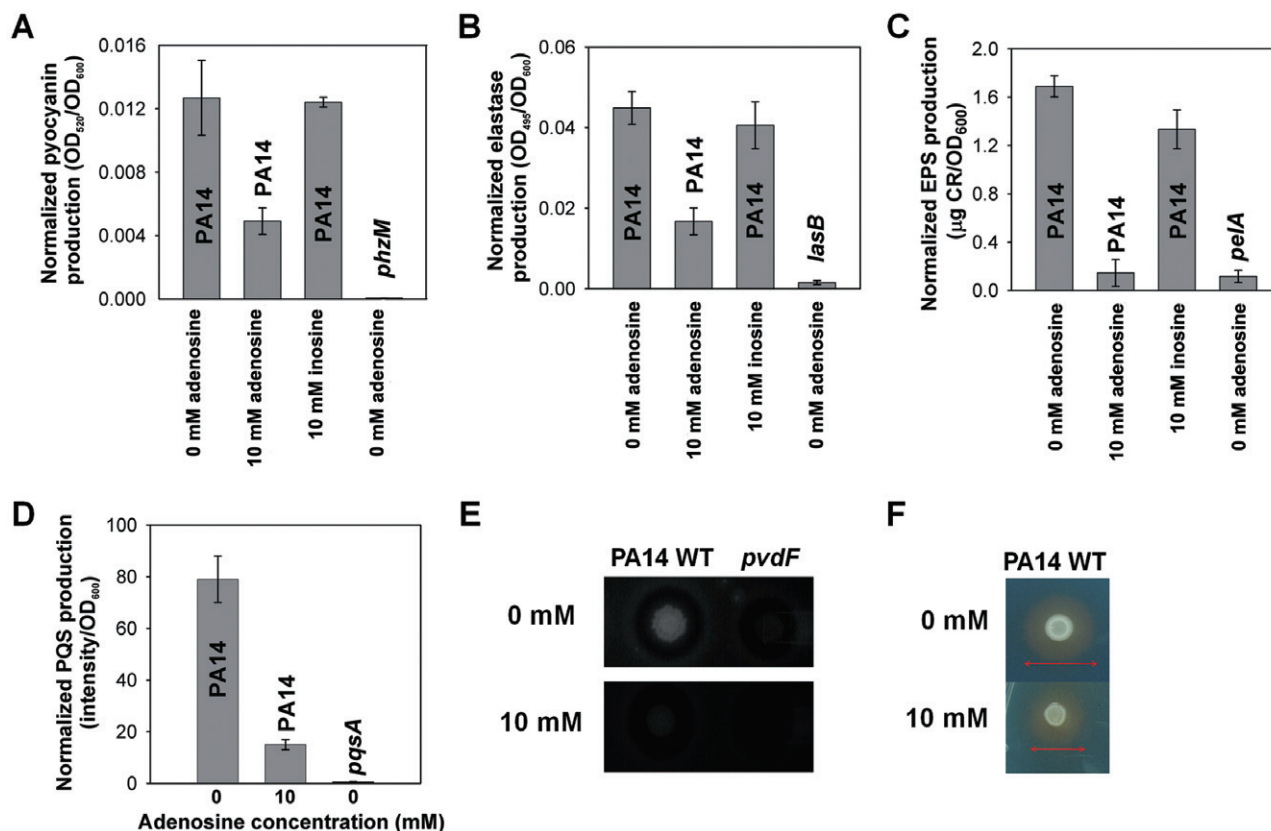 A
Normalized pyocyanin
production (OD520/OD600)
0.016
0.012
0.008
0.004
0.000
PA14
PA14
PA14
phzM
0 mM adenosine
10 mM adenosine
10 mM inosine
0 mM adenosine
B
Normalized elastase
production (OD495/OD600)
0.06
0.04
0.02
0.00
PA14
PA14
PA14
lasB
0 mM adenosine
10 mM adenosine
10 mM inosine
0 mM adenosine
C
Normalized EPS production
(µg CR/OD600)
2.0
1.6
1.2
0.8
0.4
0.0
PA14
PA14
PA14
pelA
0 mM adenosine
10 mM adenosine
10 mM inosine
0 mM adenosine
D
Normalized PQS production
(intensity/OD600)
100
80
60
40
20
0
PA14
PA14
pqsA
0 10 0
Adenosine concentration (mM)
E
PA14 WT pvdF
0 mM
10 mM
F
PA14 WT
0 mM
10 mM